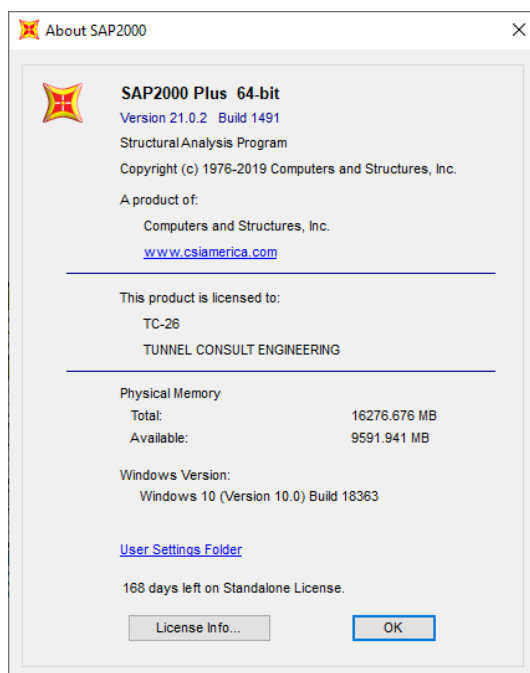 About SAP2000
SAP2000 Plus 64-bit
Version 21.0.2 Build 1491
Structural Analysis Program
Copyright (c) 1976-2019 Computers and Structures, Inc.
A product of:
Computers and Structures, Inc.
www.csiamerica.com
This product is licensed to:
TC-26
TUNNEL CONSULT ENGINEERING
Physical Memory
Total: 16276.676 MB
Available: 9591.941 MB
Windows Version:
Windows 10 (Version 10.0) Build 18363
User Settings Folder
168 days left on Standalone License.
License Info... OK